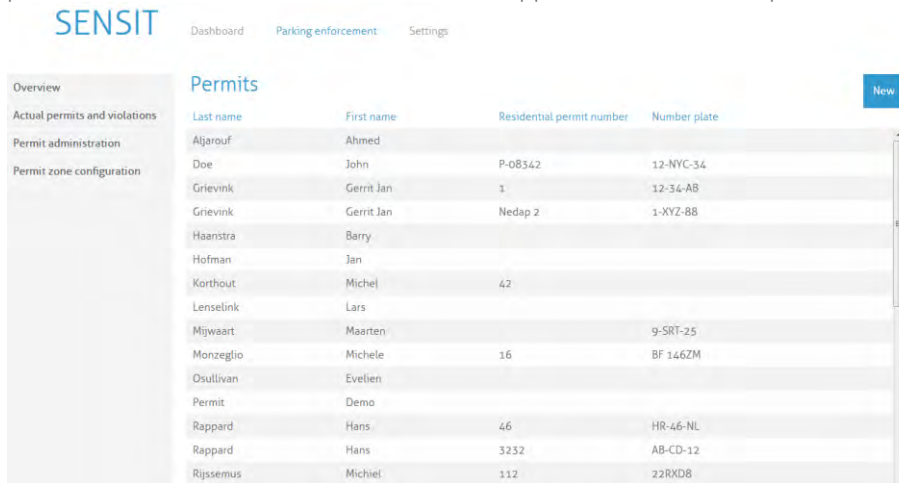 SENSIT Dashboard Parking enforcement Settings
Overview
Actual permits and violations
Permit administration
Permit zone configuration
Permits
New
Last name First name Residential permit number Number plate
Aljarouf Ahmed
Doe John P-08342 12-NYC-34
Grievink Gerrit Jan 1 12-34-AB
Grievink Gerrit Jan Nedap 2 1-XYZ-88
Haanstra Barry
Hofman Jan
Korthout Michel 42
Lenselink Lars
Mijwaart Maarten 9-SRT-25
Monzeglio Michele 16 BF 146ZM
Osullivan Evelien
Permit Demo
Rappard Hans 46 HR-46-NL
Rappard Hans 3232 AB-CD-12
Rijssemus Michiel 112 22RXD8